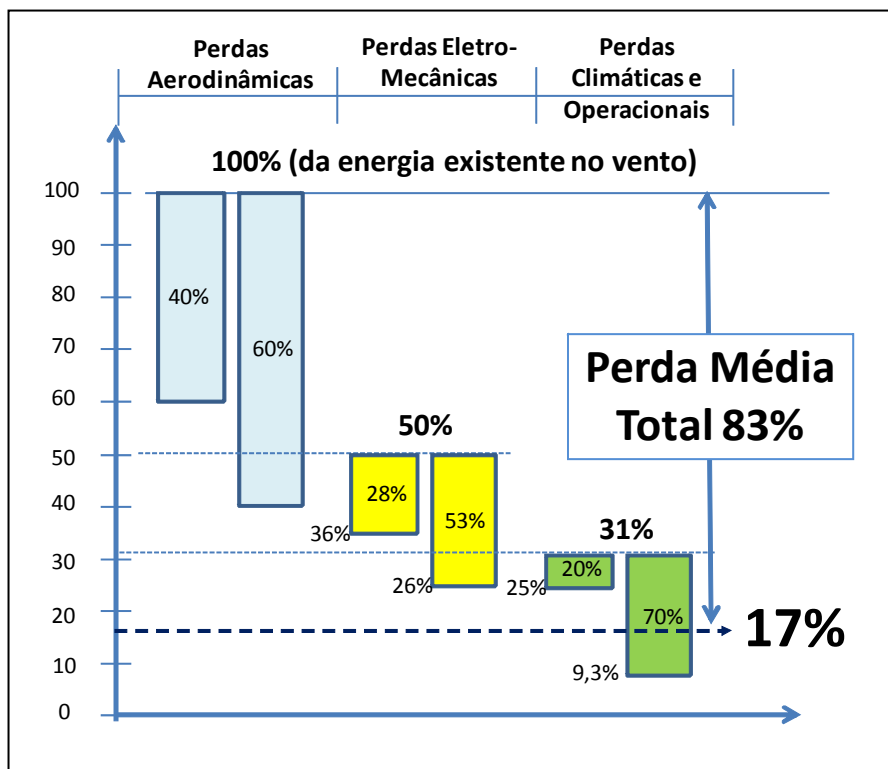 Perdas
Aerodinâmicas
Perdas Eletro-
Mecânicas
Perdas
Climáticas e
Operacionais
100% (da energia existente no vento)
100
90
80
70
60
50
40
30
20
10
0
40%
60%
50%
28%
53%
36%
26%
31%
20%
70%
25%
9,3%
Perda Média
Total 83%
17%